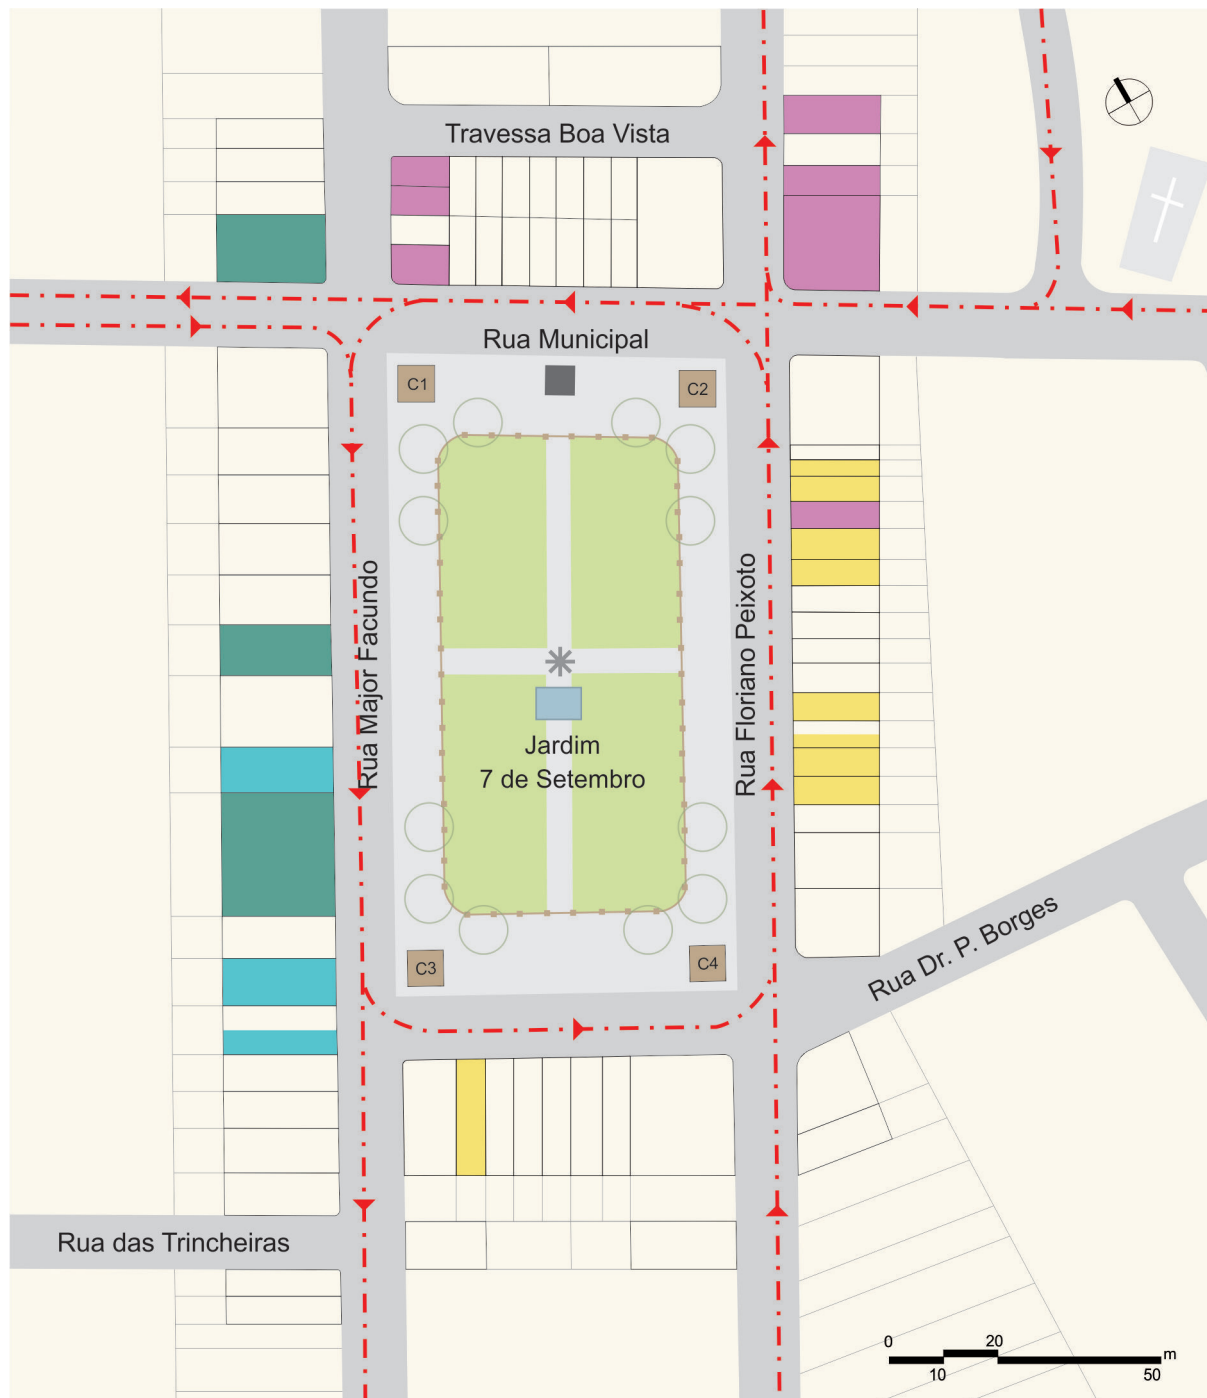 Travessa Boa Vista
Rua Municipal
C1
C2
Rua Major Facundo
Rua Floriano Peixoto
Jardim
7 de Setembro
C3
C4
Rua Dr. P. Borges
Rua das Trincheiras
0
20
m
10
50